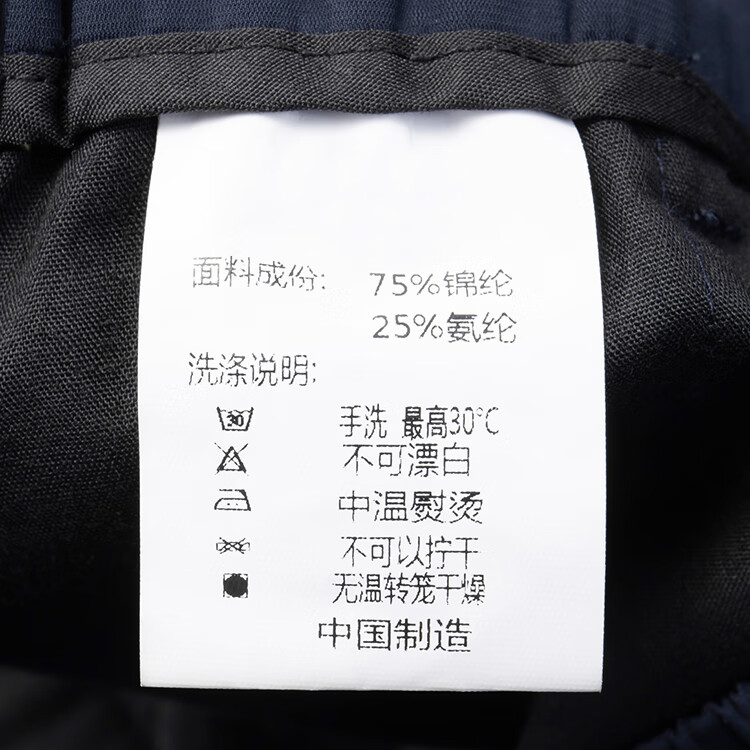 面料成份: 75%锦纶
25%氨纶
洗涤说明:
30 手洗 最高30°C
不可漂白
中温熨烫
不可以拧干
无温转笼干燥
中国制造